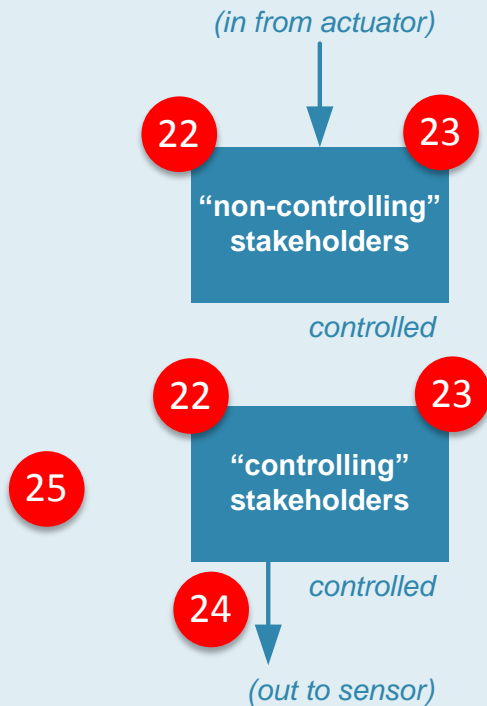 (in from actuator)
22
23
“non-controlling”
stakeholders
controlled
22
23
“controlling”
stakeholders
25
controlled
24
(out to sensor)